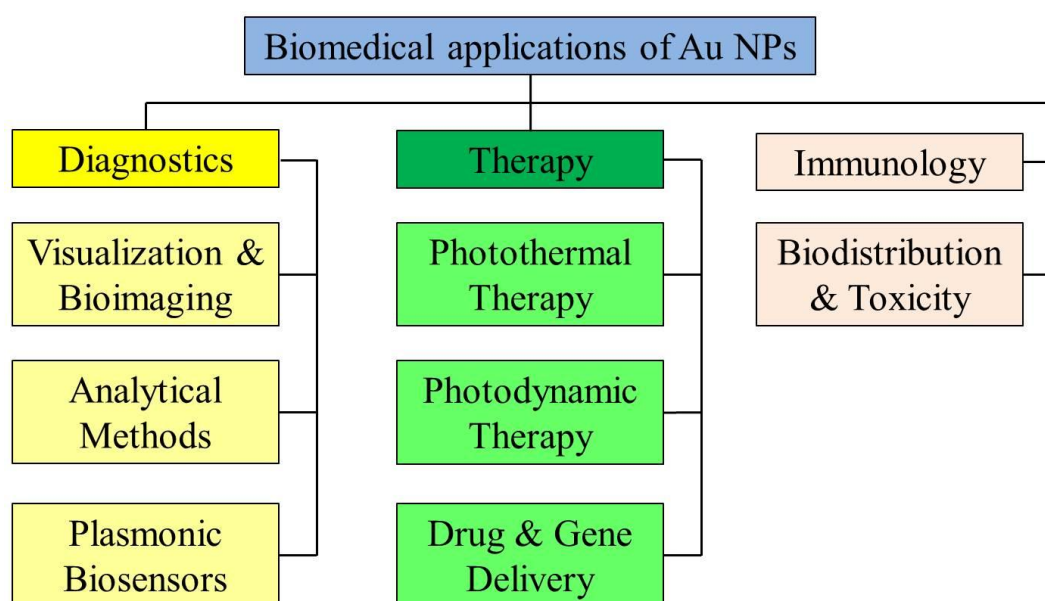 Biomedical applications of Au NPs
Diagnostics
Visualization &
Bioimaging
Analytical
Methods
Plasmonic
Biosensors
Therapy
Photothermal
Therapy
Photodynamic
Therapy
Drug & Gene
Delivery
Immunology
Biodistribution
& Toxicity